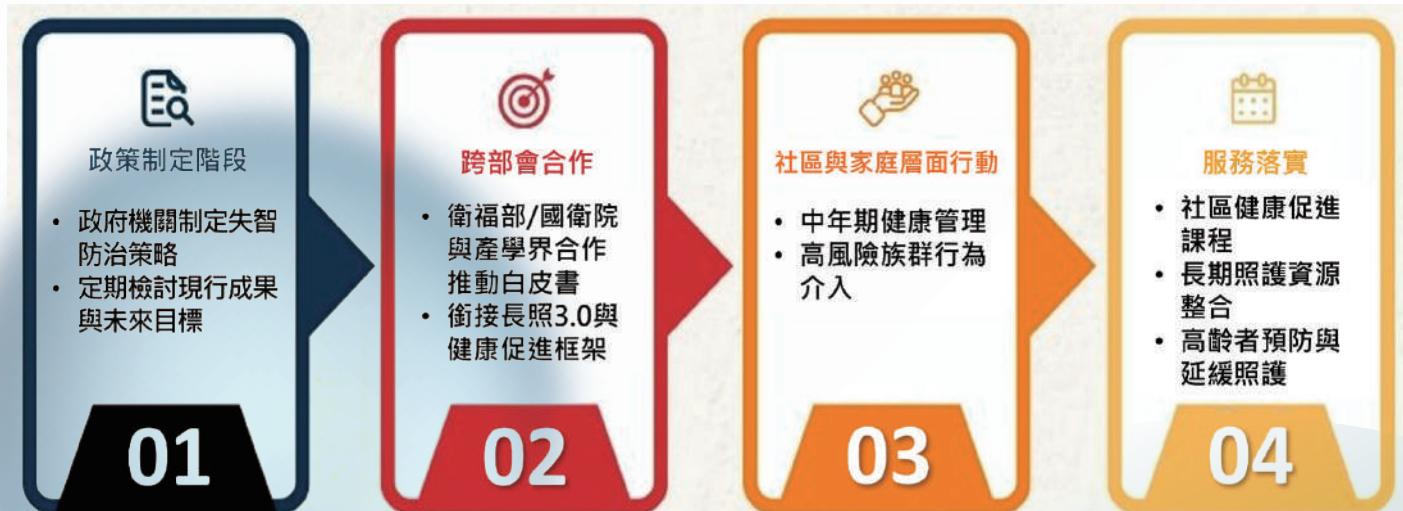 政策制定階段
• 政府機關制定失智
防治策略
• 定期檢討現行成果
與未來目標
01
跨部會合作
• 衛福部/國衛院
與產學界合作
推動白皮書
• 銜接長照3.0與
健康促進框架
02
社區與家庭層面行動
• 中年期健康管理
• 高風險族群行為
介入
03
服務落實
• 社區健康促進
課程
• 長期照護資源
整合
• 高齡者預防與
延緩照護
04